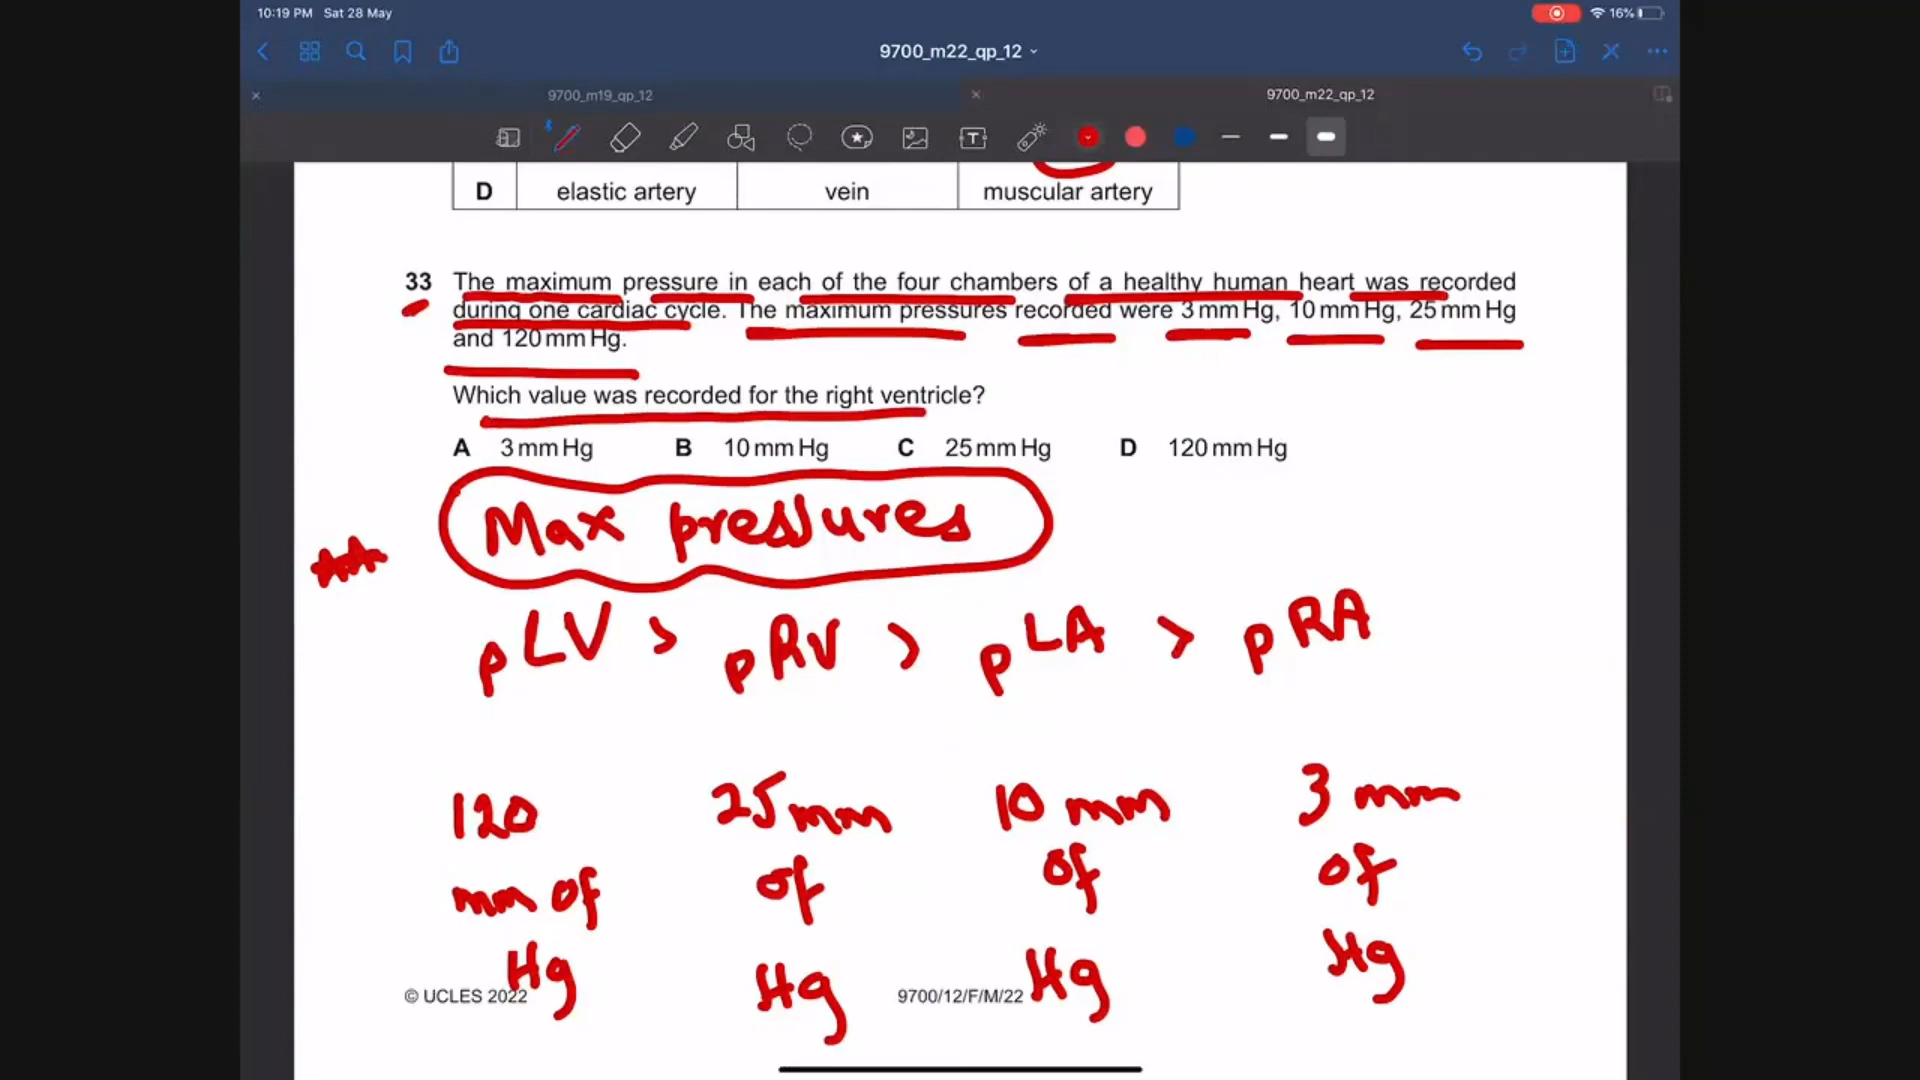 10:19 PM Sat 28 May
16%
9700_m22_qp_12
9700_m19_qp_12
9700_m22_qp_12
D elastic artery vein muscular artery
33 The maximum pressure in each of the four chambers of a healthy human heart was recorded
during one cardiac cycle. The maximum pressures recorded were 3 mm Hg, 10 mm Hg, 25 mm Hg
and 120 mm Hg.
Which value was recorded for the right ventricle?
A 3 mm Hg B 10 mm Hg C 25 mm Hg D 120 mm Hg
Max pressures
pLV > pRV > pLA > pRA
120 25 mm 10 mm 3 mm
mm of of of of
Hg Hg Hg Hg
© UCLES 2022 9700/12/F/M/22